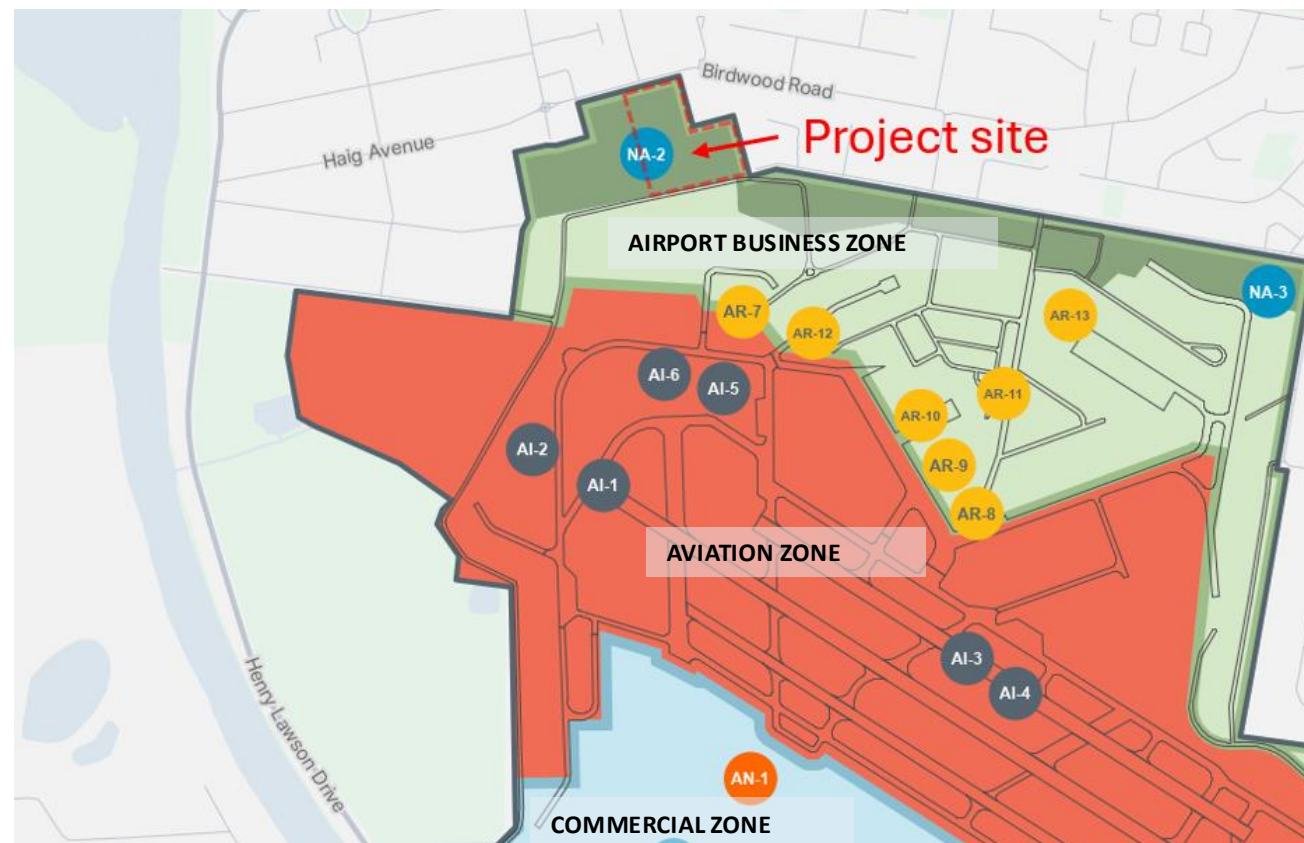 Birdwood Road
Project site
Haig Avenue
NA-2
AIRPORT BUSINESS ZONE
NA-3
AR-7
AR-12
AR-13
AI-6
AI-5
AR-11
AR-10
AI-2
AR-9
AI-1
AR-8
AVIATION ZONE
AI-3
AI-4
Henry Lawson Drive
AN-1
COMMERCIAL ZONE